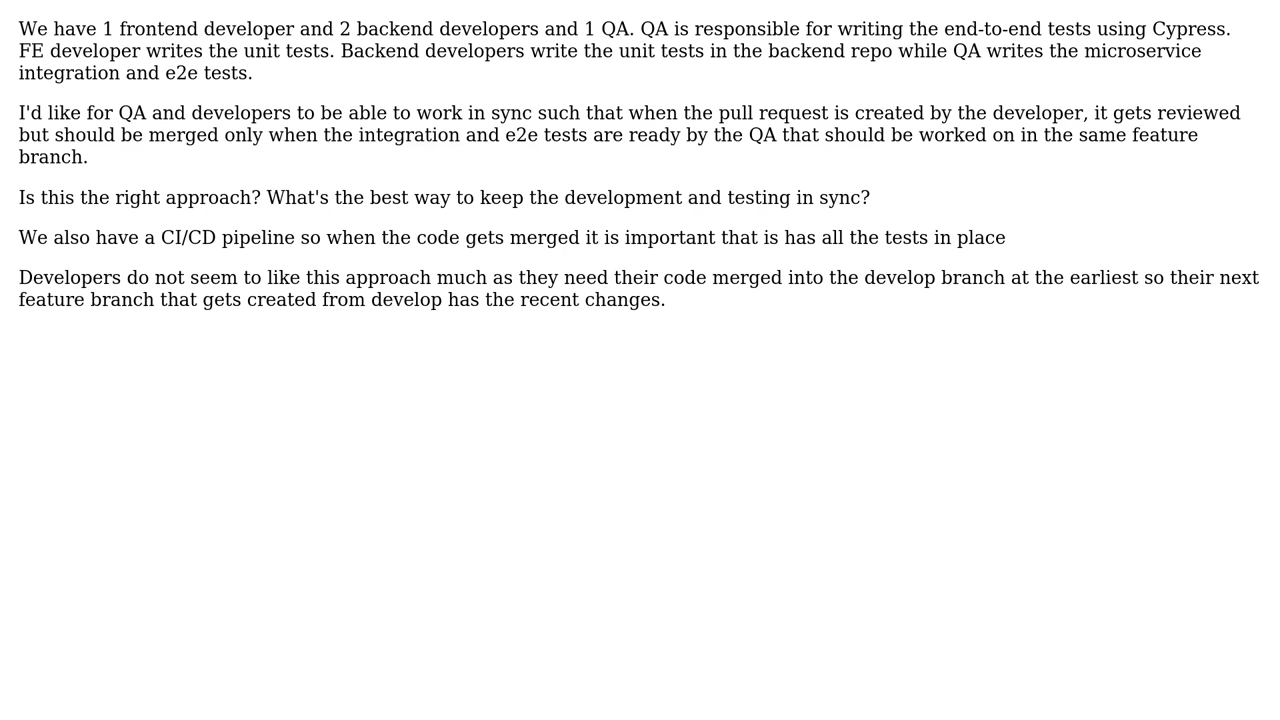 We have 1 frontend developer and 2 backend developers and 1 QA. QA is responsible for writing the end-to-end tests using Cypress.
FE developer writes the unit tests. Backend developers write the unit tests in the backend repo while QA writes the microservice
integration and e2e tests.
I'd like for QA and developers to be able to work in sync such that when the pull request is created by the developer, it gets reviewed
but should be merged only when the integration and e2e tests are ready by the QA that should be worked on in the same feature
branch.
Is this the right approach? What's the best way to keep the development and testing in sync?
We also have a CI/CD pipeline so when the code gets merged it is important that is has all the tests in place
Developers do not seem to like this approach much as they need their code merged into the develop branch at the earliest so their next
feature branch that gets created from develop has the recent changes.